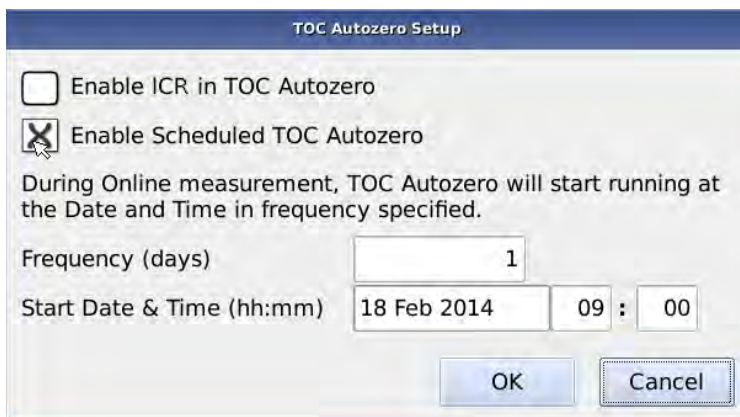 TOC Autozero Setup
Enable ICR in TOC Autozero
Enable Scheduled TOC Autozero
During Online measurement, TOC Autozero will start running at
the Date and Time in frequency specified.
Frequency (days) 1
Start Date & Time (hh:mm) 18 Feb 2014 09 : 00
OK Cancel